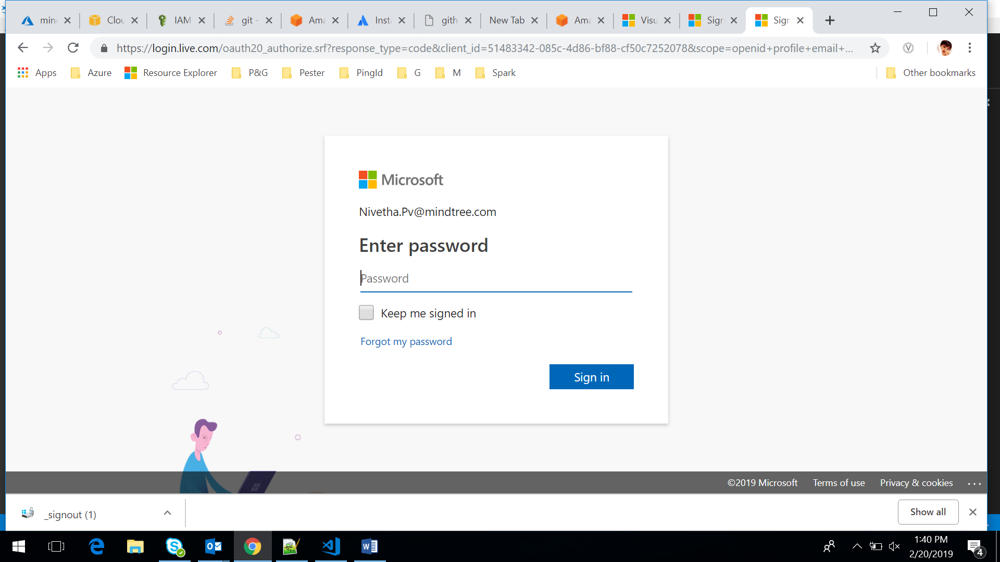 min
Clou
IAM
git -
Ama
Inst
gith
New Tab
Ama
Visu
Sign
Sign
https://login.live.com/oauth20_authorize.srf?response_type=code&client_id=51483342-085c-4d86-bf88-cf50c7252078&scope=openid+profile+email+...
V
Apps
Azure
Resource Explorer
P&G
Pester
PingId
G
M
Spark
Other bookmarks
Microsoft
Nivetha.Pv@mindtree.com
Enter password
Password
Keep me signed in
Forgot my password
Sign in
©2019 Microsoft
Terms of use
Privacy & cookies
...
_signout (1)
Show all
1:40 PM
2/20/2019
4